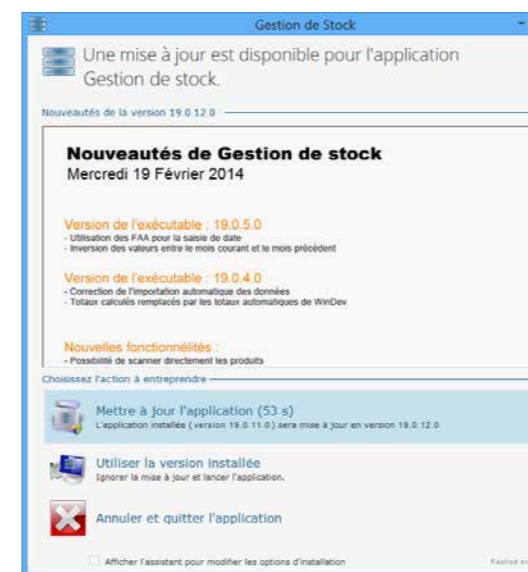 Gestion de Stock
Une mise à jour est disponible pour l'application
Gestion de stock.
Nouveautés de la version 19.0.12.0
Nouveautés de Gestion de stock
Mercredi 19 Février 2014
Version de l'exécutable : 19.0.5.0
- Utilisation des FAA pour la saisie de date
- Inversion des valeurs entre le mois courant et le mois précédent
Version de l'exécutable : 19.0.4.0
- Correction de l'importation automatique des données
- Totaux calculés remplacés par les totaux automatiques de WinDev
Nouvelles fonctionnélités :
- Possibilité de scanner directement les produits
Choisissez l'action à entreprendre
Mettre à jour l'application (53 s)
L'application installée (version 19.0.11.0) sera mise à jour en version 19.0.12.0
Utiliser la version installée
Ignorer la mise à jour et lancer l'application.
Annuler et quitter l'application
Afficher l'assistant pour modifier les options d'installation
Réalisé